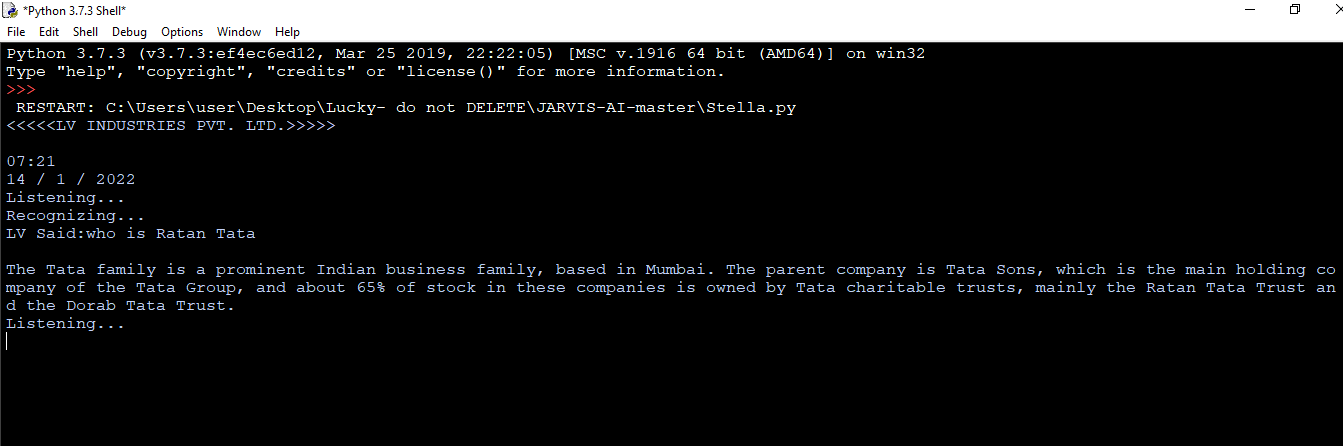 *Python 3.7.3 Shell*
File Edit Shell Debug Options Window Help
Python 3.7.3 (v3.7.3:ef4ec6ed12, Mar 25 2019, 22:22:05) [MSC v.1916 64 bit (AMD64)] on win32
Type "help", "copyright", "credits" or "license()" for more information.
>>>
 RESTART: C:\Users\user\Desktop\Lucky- do not DELETE\JARVIS-AI-master\Stella.py
<<<<<LV INDUSTRIES PVT. LTD.>>>>>
07:21
14 / 1 / 2022
Listening...
Recognizing...
LV Said:who is Ratan Tata
The Tata family is a prominent Indian business family, based in Mumbai. The parent company is Tata Sons, which is the main holding co
mpany of the Tata Group, and about 65% of stock in these companies is owned by Tata charitable trusts, mainly the Ratan Tata Trust an
d the Dorab Tata Trust.
Listening...